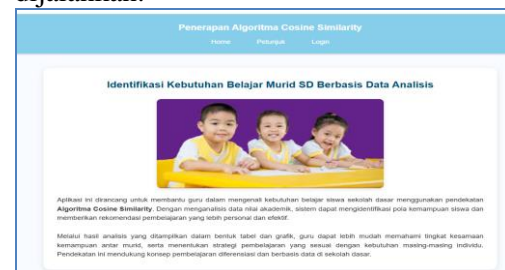 dijalankan.
Penerapan Algoritma Cosine Similarity
Home Petunjuk Login
Identifikasi Kebutuhan Belajar Murid SD Berbasis Data Analisis
Aplikasi ini dirancang untuk membantu guru dalam mengenali kebutuhan belajar siswa sekolah dasar menggunakan pendekatan
Algoritma Cosine Similarity. Dengan menganalisis data nilai akademik, sistem dapat mengidentifikasi pola kemampuan siswa dan
memberikan rekomendasi pembelajaran yang lebih personal dan efektif.
Melalui hasil analisis yang ditampilkan dalam bentuk tabel dan grafik, guru dapat lebih mudah memahami tingkat kesamaan
kemampuan antar murid, serta menentukan strategi pembelajaran yang sesuai dengan kebutuhan masing-masing individu.
Pendekatan ini mendukung konsep pembelajaran diferensiasi dan berbasis data di sekolah dasar.